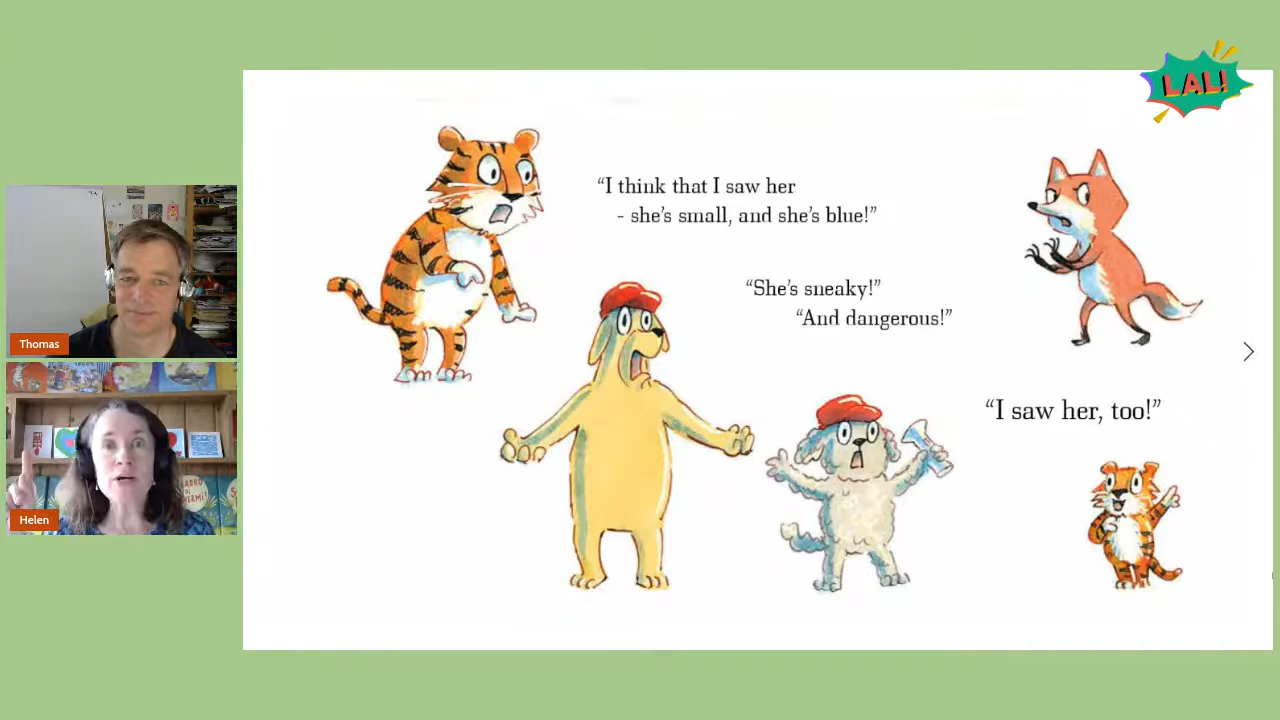 LAL!
“I think that I saw her
- she’s small, and she’s blue!”
“She’s sneaky!”
“And dangerous!”
“I saw her, too!”
Thomas
Helen